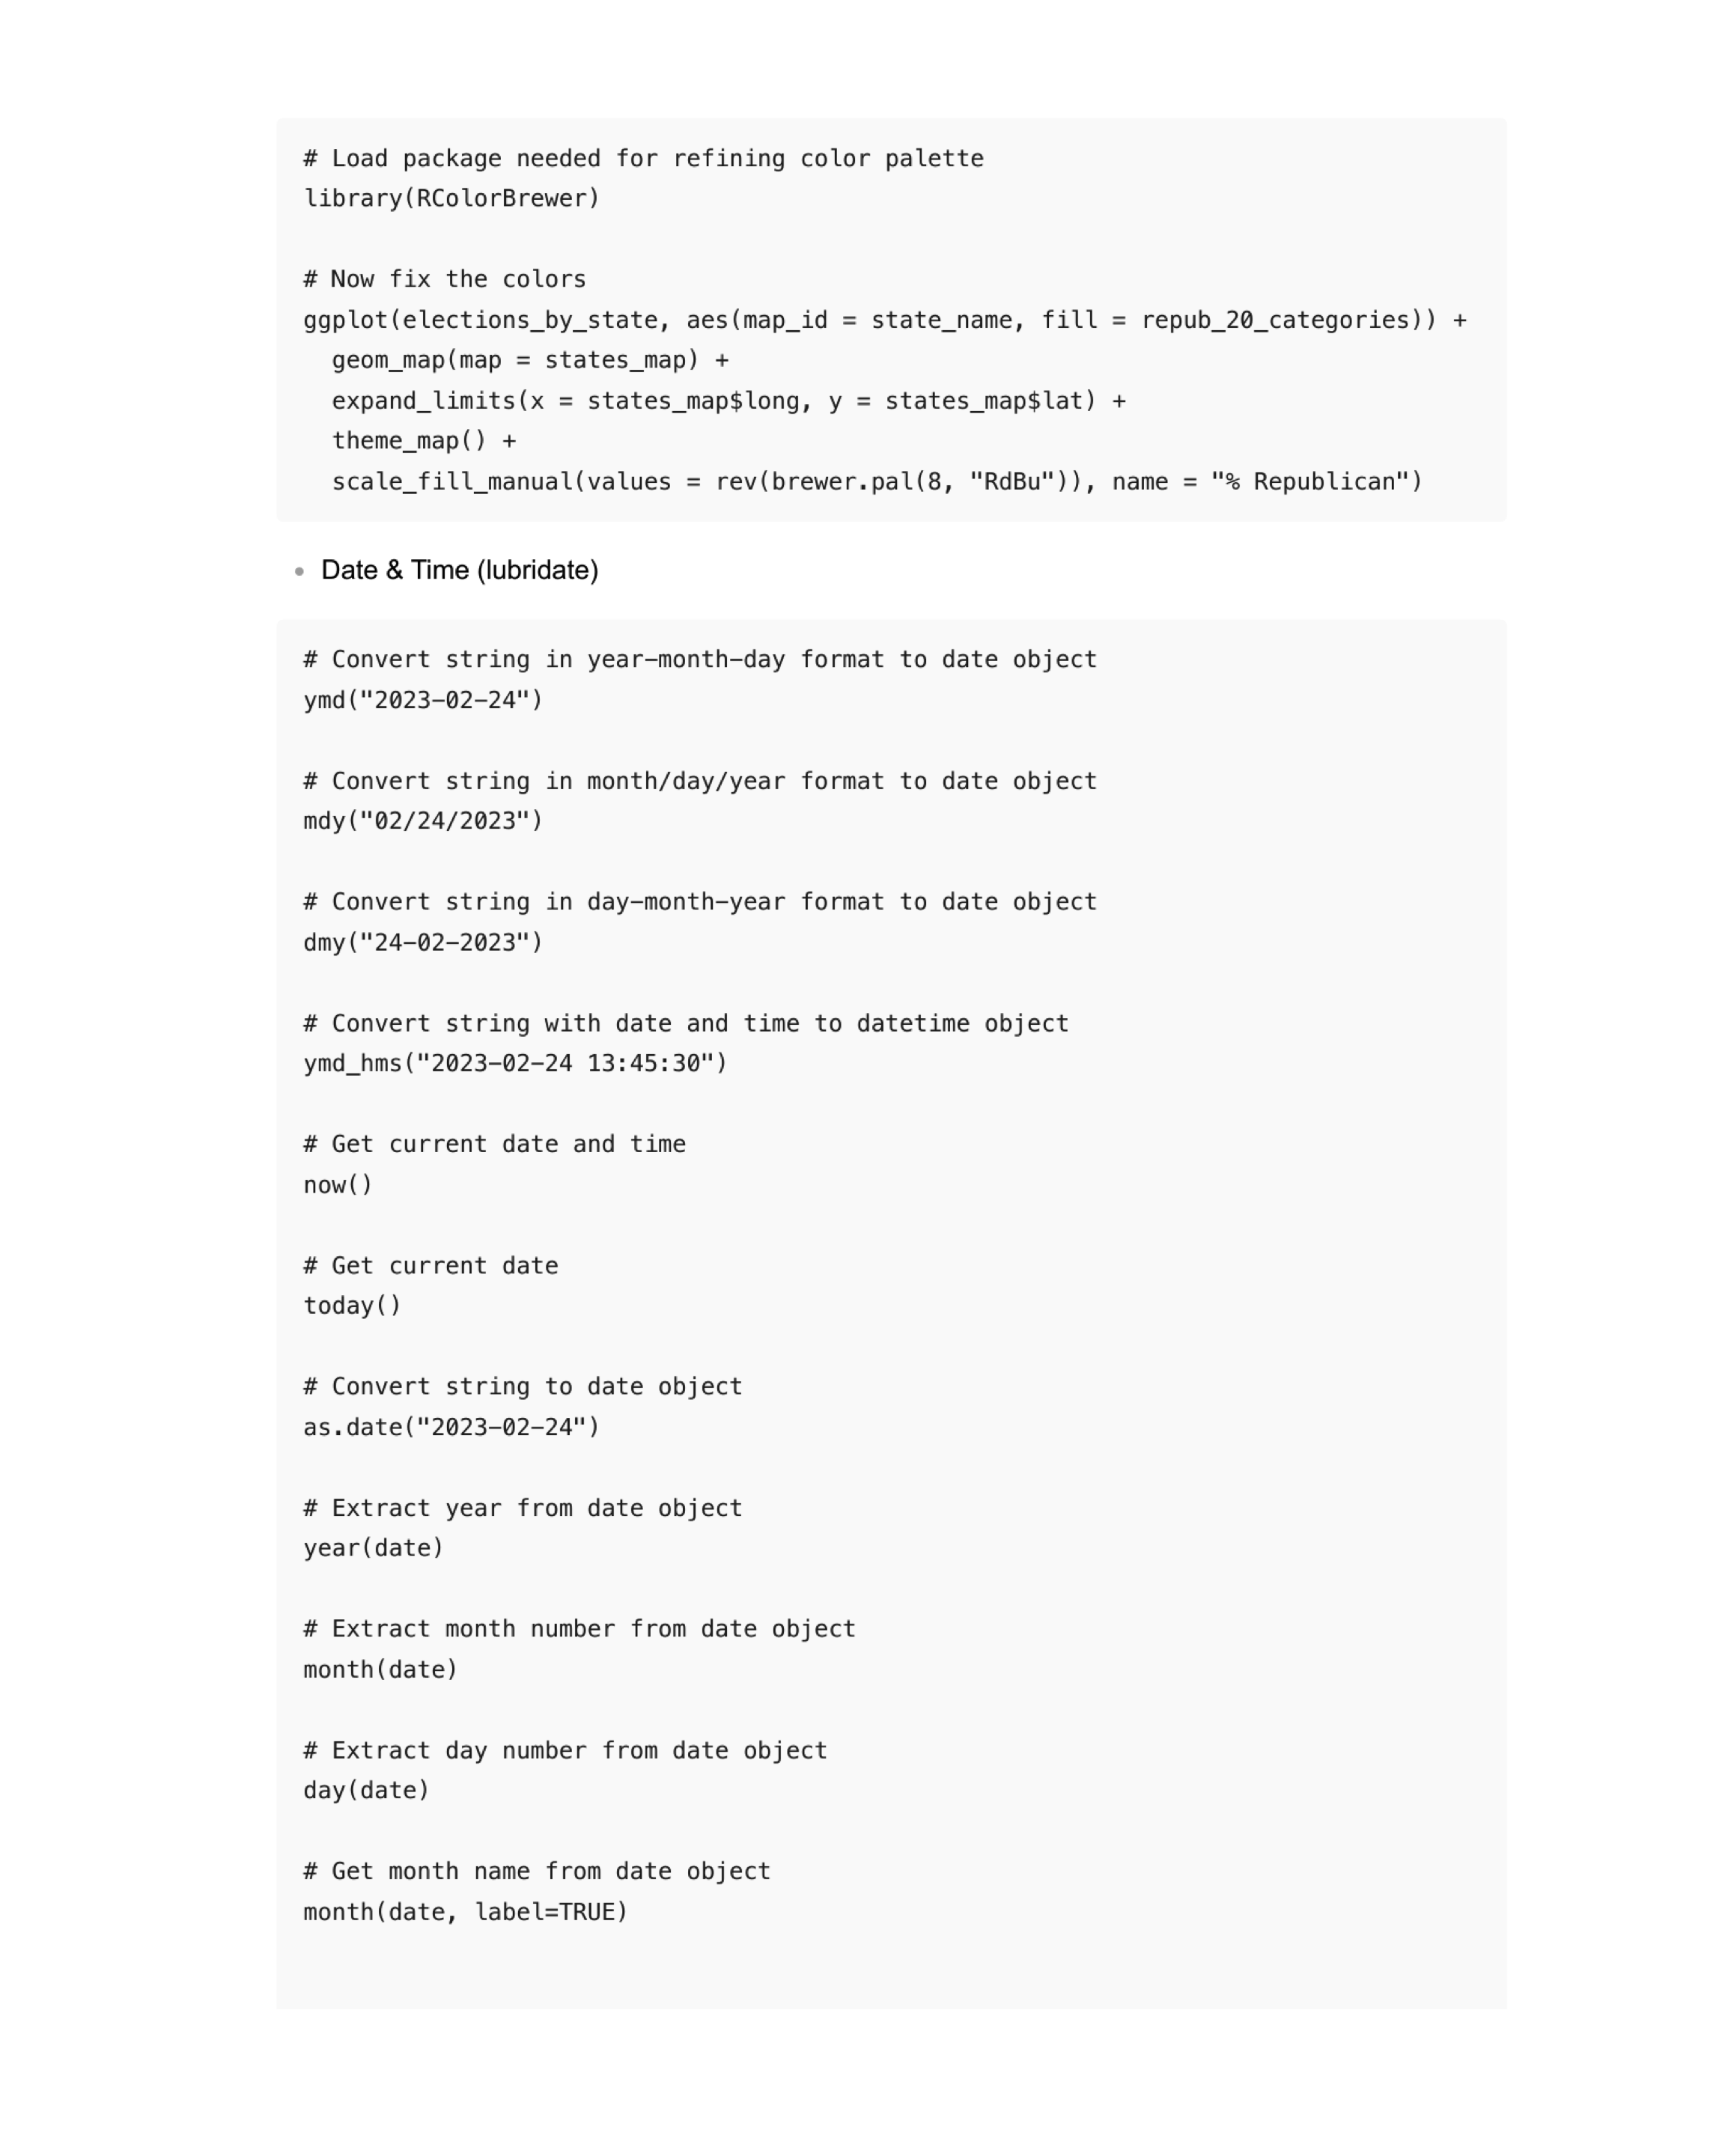 # Load package needed for refining color palette
library(RColorBrewer)
# Now fix the colors
ggplot(elections_by_state, aes(map_id = state_name, fill = repub_20_categories)) +
  geom_map(map = states_map) +
  expand_limits(x = states_map$long, y = states_map$lat) +
  theme_map() +
  scale_fill_manual(values = rev(brewer.pal(8, "RdBu")), name = "% Republican")
• Date & Time (lubridate)
# Convert string in year-month-day format to date object
ymd("2023-02-24")
# Convert string in month/day/year format to date object
mdy("02/24/2023")
# Convert string in day-month-year format to date object
dmy("24-02-2023")
# Convert string with date and time to datetime object
ymd_hms("2023-02-24 13:45:30")
# Get current date and time
now()
# Get current date
today()
# Convert string to date object
as.date("2023-02-24")
# Extract year from date object
year(date)
# Extract month number from date object
month(date)
# Extract day number from date object
day(date)
# Get month name from date object
month(date, label=TRUE)